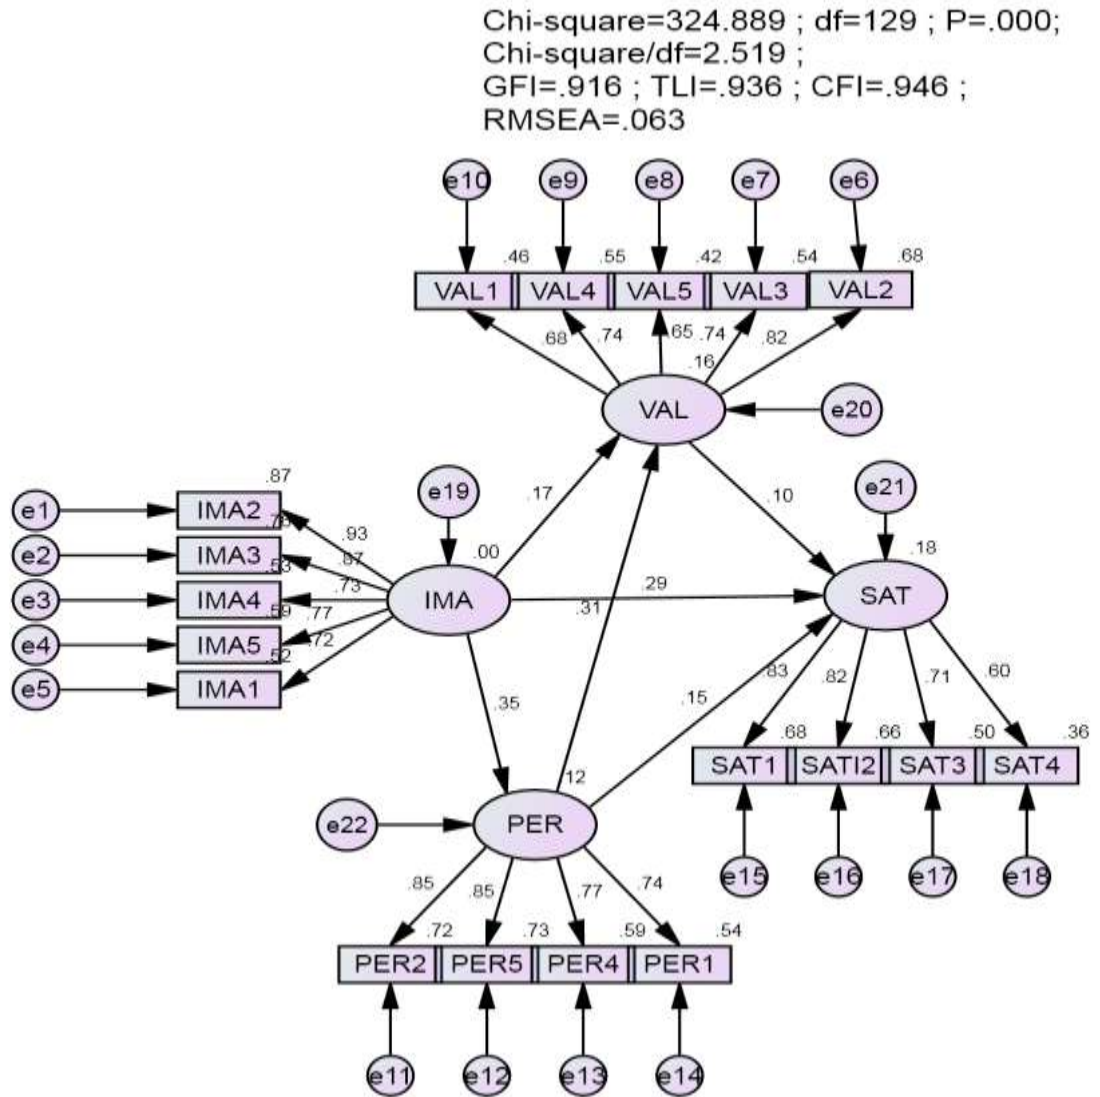 Chi-square=324.889 ; df=129 ; P=.000;
Chi-square/df=2.519 ;
GFI=.916 ; TLI=.936 ; CFI=.946 ;
RMSEA=.063
e10 e9 e8 e7 e6
.46 .55 .42 .54 .68
VAL1 VAL4 VAL5 VAL3 VAL2
.68 .74 .65 .74 .82
.16
VAL
e20
.87
e1 IMA2
e19
.17
.10
e21
.93
e2 IMA3
.87
.00
.18
.53
e3 IMA4
.73
IMA
.29
SAT
.59
.77
.31
e4 IMA5
.72
.52
e5 IMA1
.35
.15
.83 .82 .71 .60
.68 .66 .50 .36
SAT1 SATI2 SAT3 SAT4
.12
e22
PER
e15 e16 e17 e18
.85 .85 .77 .74
.72 .73 .59 .54
PER2 PER5 PER4 PER1
e11 e12 e13 e14